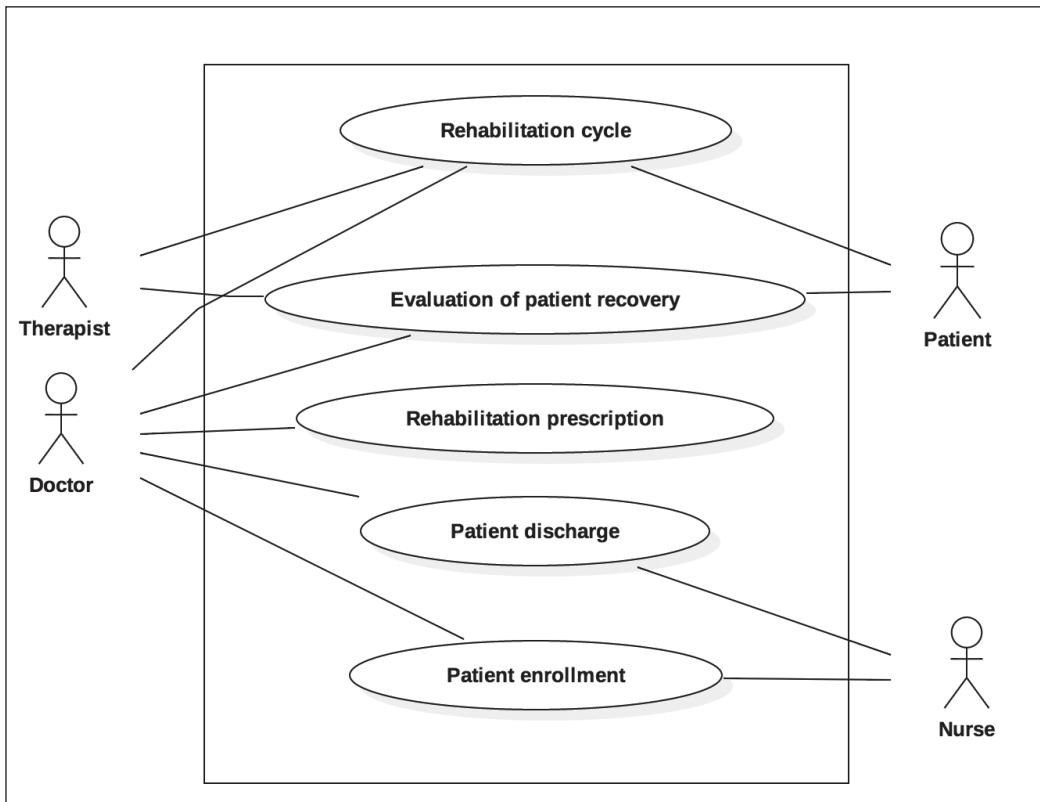 Rehabilitation cycle
Evaluation of patient recovery
Therapist
Patient
Rehabilitation prescription
Doctor
Patient discharge
Patient enrollment
Nurse